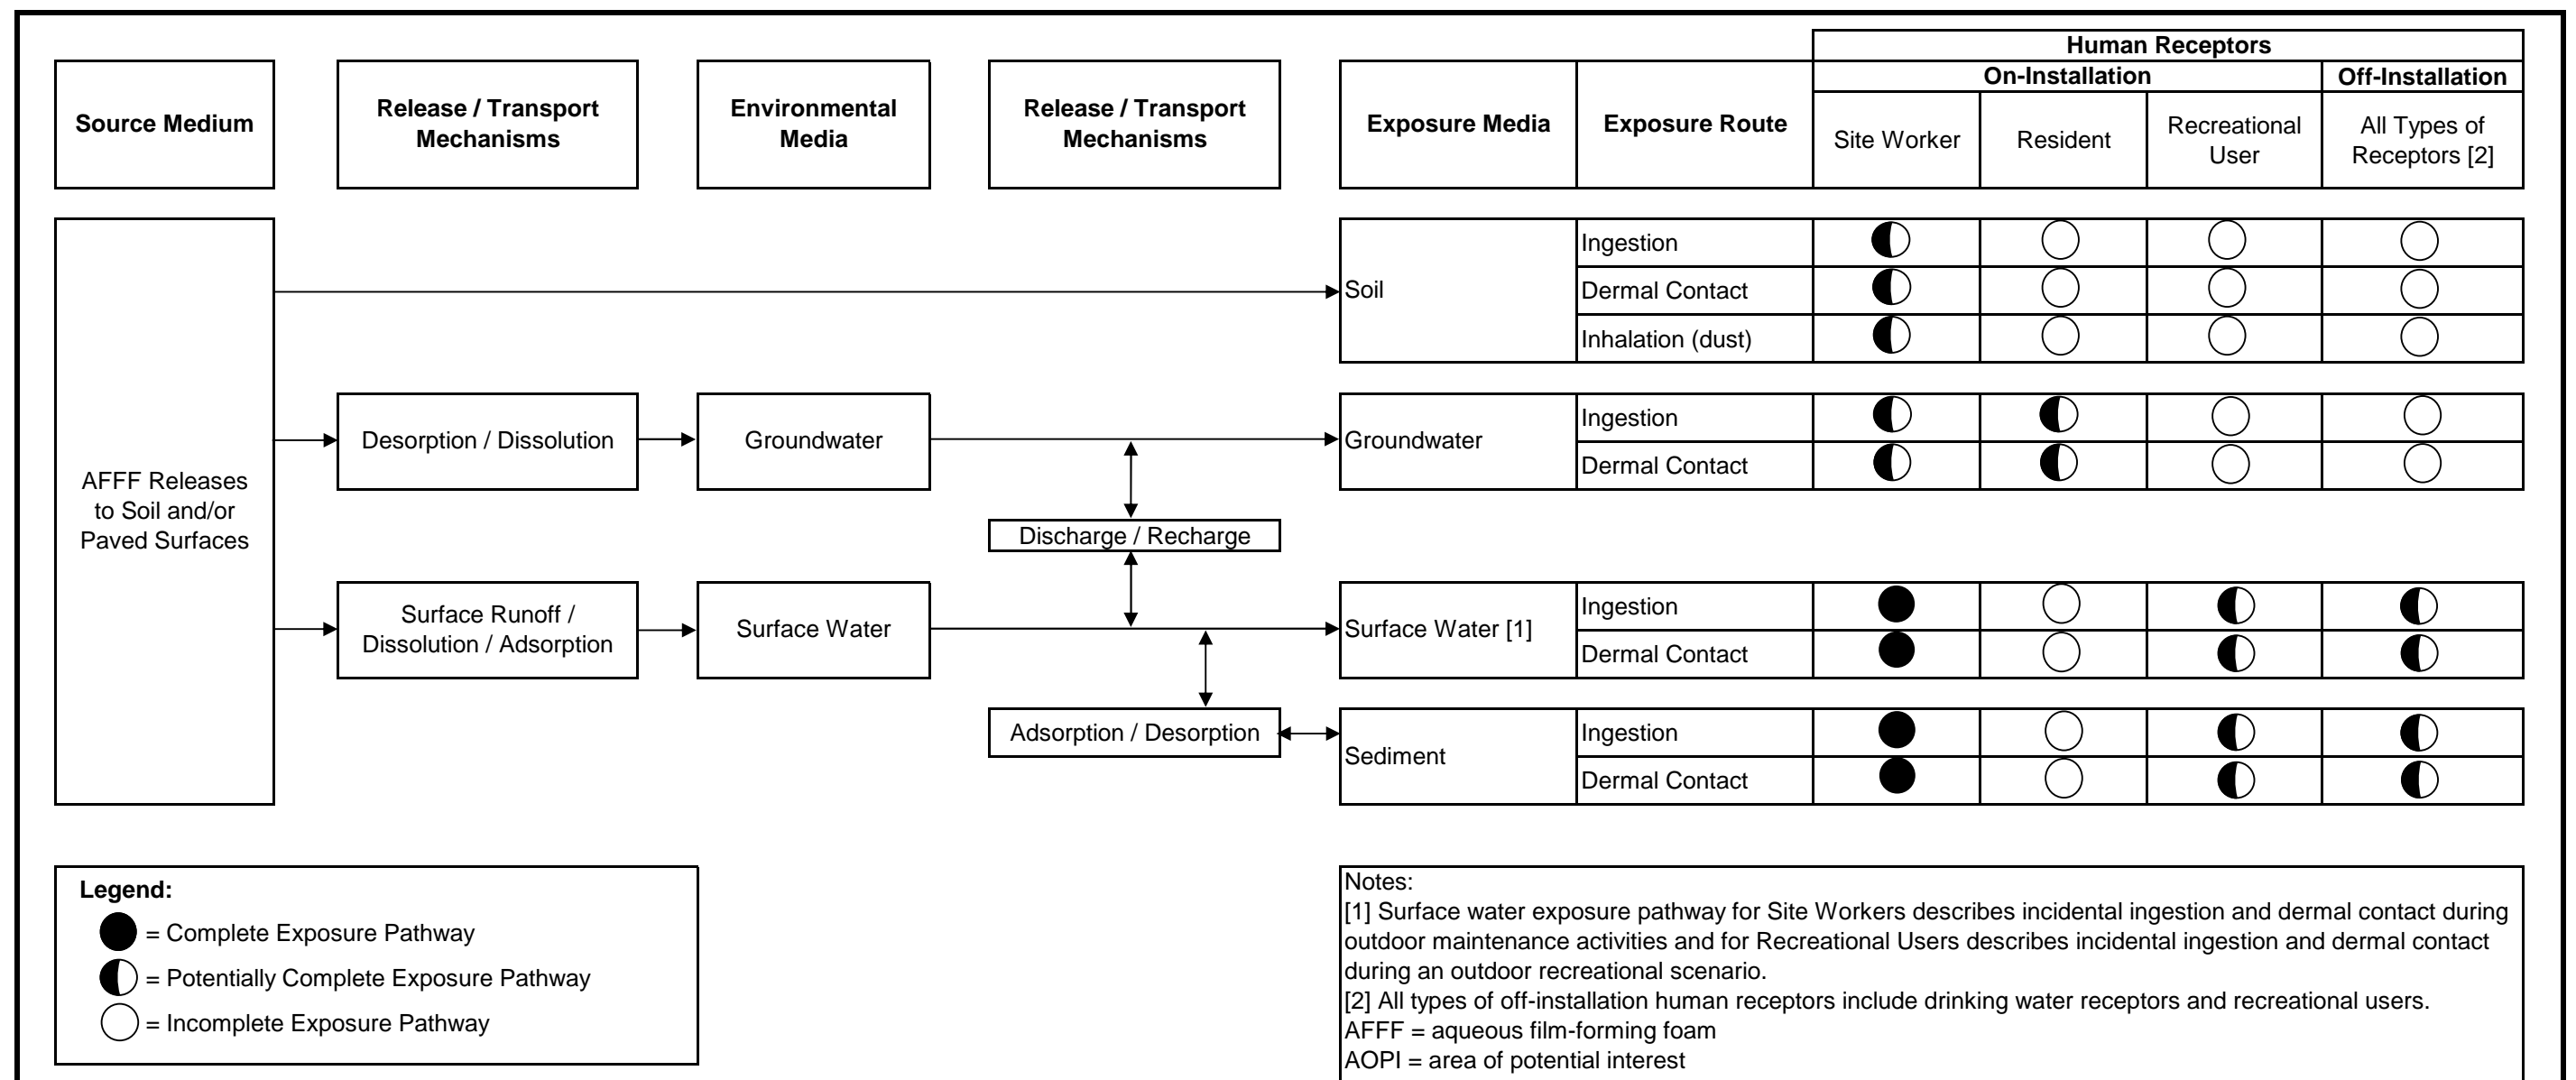 Human Receptors
On-Installation
Off-Installation
Source Medium
Release / Transport
Mechanisms
Environmental
Media
Release / Transport
Mechanisms
Exposure Media
Exposure Route
Site Worker
Resident
Recreational
User
All Types of
Receptors [2]
AFFF Releases
to Soil and/or
Paved Surfaces
Soil
Ingestion
Dermal Contact
Inhalation (dust)
Desorption / Dissolution
Groundwater
Groundwater
Ingestion
Dermal Contact
Discharge / Recharge
Surface Runoff /
Dissolution / Adsorption
Surface Water
Surface Water [1]
Ingestion
Dermal Contact
Adsorption / Desorption
Sediment
Ingestion
Dermal Contact
Legend:
= Complete Exposure Pathway
= Potentially Complete Exposure Pathway
= Incomplete Exposure Pathway
Notes:
[1] Surface water exposure pathway for Site Workers describes incidental ingestion and dermal contact during
outdoor maintenance activities and for Recreational Users describes incidental ingestion and dermal contact
during an outdoor recreational scenario.
[2] All types of off-installation human receptors include drinking water receptors and recreational users.
AFFF = aqueous film-forming foam
AOPI = area of potential interest